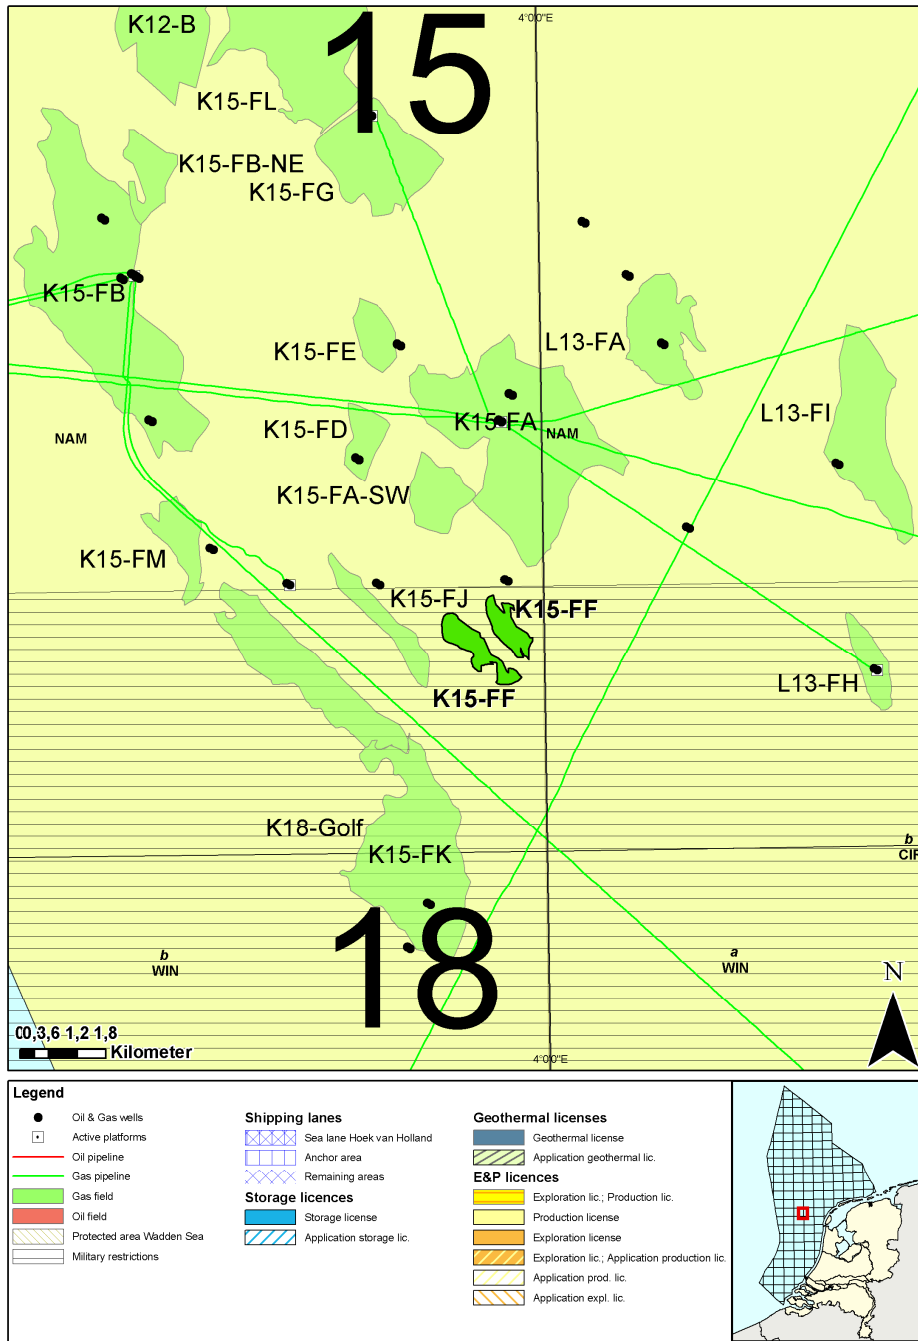 4°0'0"E
K12-B
15
K15-FL
K15-FB-NE
K15-FG
K15-FB
K15-FE
L13-FA
K15-FD
K15-FA
L13-FI
NAM
NAM
K15-FA-SW
K15-FM
K15-FJ
K15-FF
K15-FF
L13-FH
K18-Golf
K15-FK
b
CIR
18
b
WIN
a
WIN
N
00,3,6 1,2 1,8
Kilometer
4°0'0"E
Legend
Oil & Gas wells
Active platforms
Oil pipeline
Gas pipeline
Gas field
Oil field
Protected area Wadden Sea
Military restrictions
Shipping lanes
Sea lane Hoek van Holland
Anchor area
Remaining areas
Storage licences
Storage license
Application storage lic.
Geothermal licenses
Geothermal license
Application geothermal lic.
E&P licences
Exploration lic.; Production lic.
Production license
Exploration license
Exploration lic.; Application production lic.
Application prod. lic.
Application expl. lic.